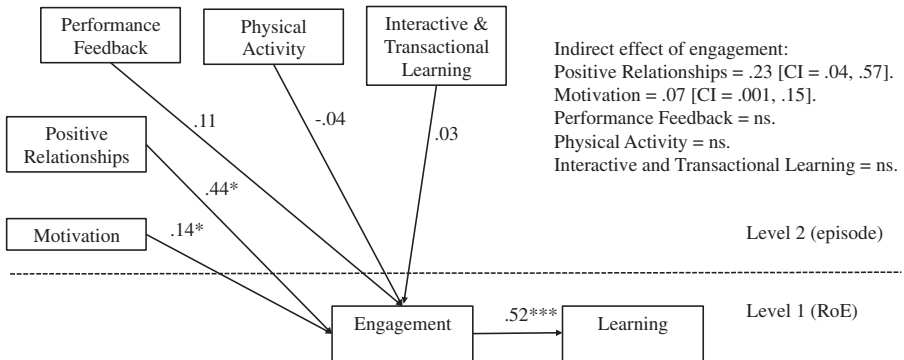 Performance
Feedback
Physical
Activity
Interactive &
Transactional
Learning
Indirect effect of engagement:
Positive Relationships = .23 [CI = .04, .57].
Motivation = .07 [CI = .001, .15].
Performance Feedback = ns.
Physical Activity = ns.
Interactive and Transactional Learning = ns.
.11
-.04
.03
Positive
Relationships
.44*
Motivation
.14*
Level 2 (episode)
Engagement
.52***
Learning
Level 1 (RoE)